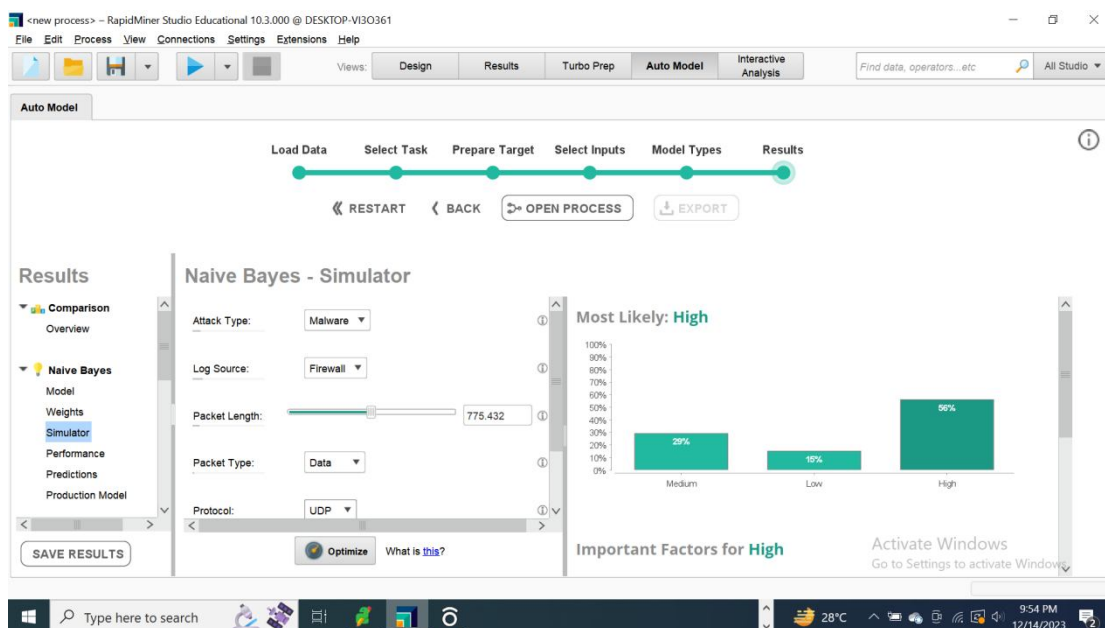 <new process> – RapidMiner Studio Educational 10.3.000 @ DESKTOP-VI3O361
File Edit Process View Connections Settings Extensions Help
Views: Design Results Turbo Prep Auto Model Interactive Analysis Find data, operators...etc All Studio
Auto Model
Load Data Select Task Prepare Target Select Inputs Model Types Results
RESTART BACK OPEN PROCESS EXPORT
Results
Comparison
Overview
Naive Bayes
Model
Weights
Simulator
Performance
Predictions
Production Model
SAVE RESULTS
Naive Bayes - Simulator
Attack Type: Malware
Log Source: Firewall
Packet Length: 775.432
Packet Type: Data
Protocol: UDP
Optimize What is this?
Most Likely: High
100%
90%
80%
70%
60%
50%
40%
30%
20%
10%
0%
29% 15% 56%
Medium Low High
Important Factors for High
Activate Windows
Go to Settings to activate Windows.
Type here to search 28°C 9:54 PM
12/14/2023 2